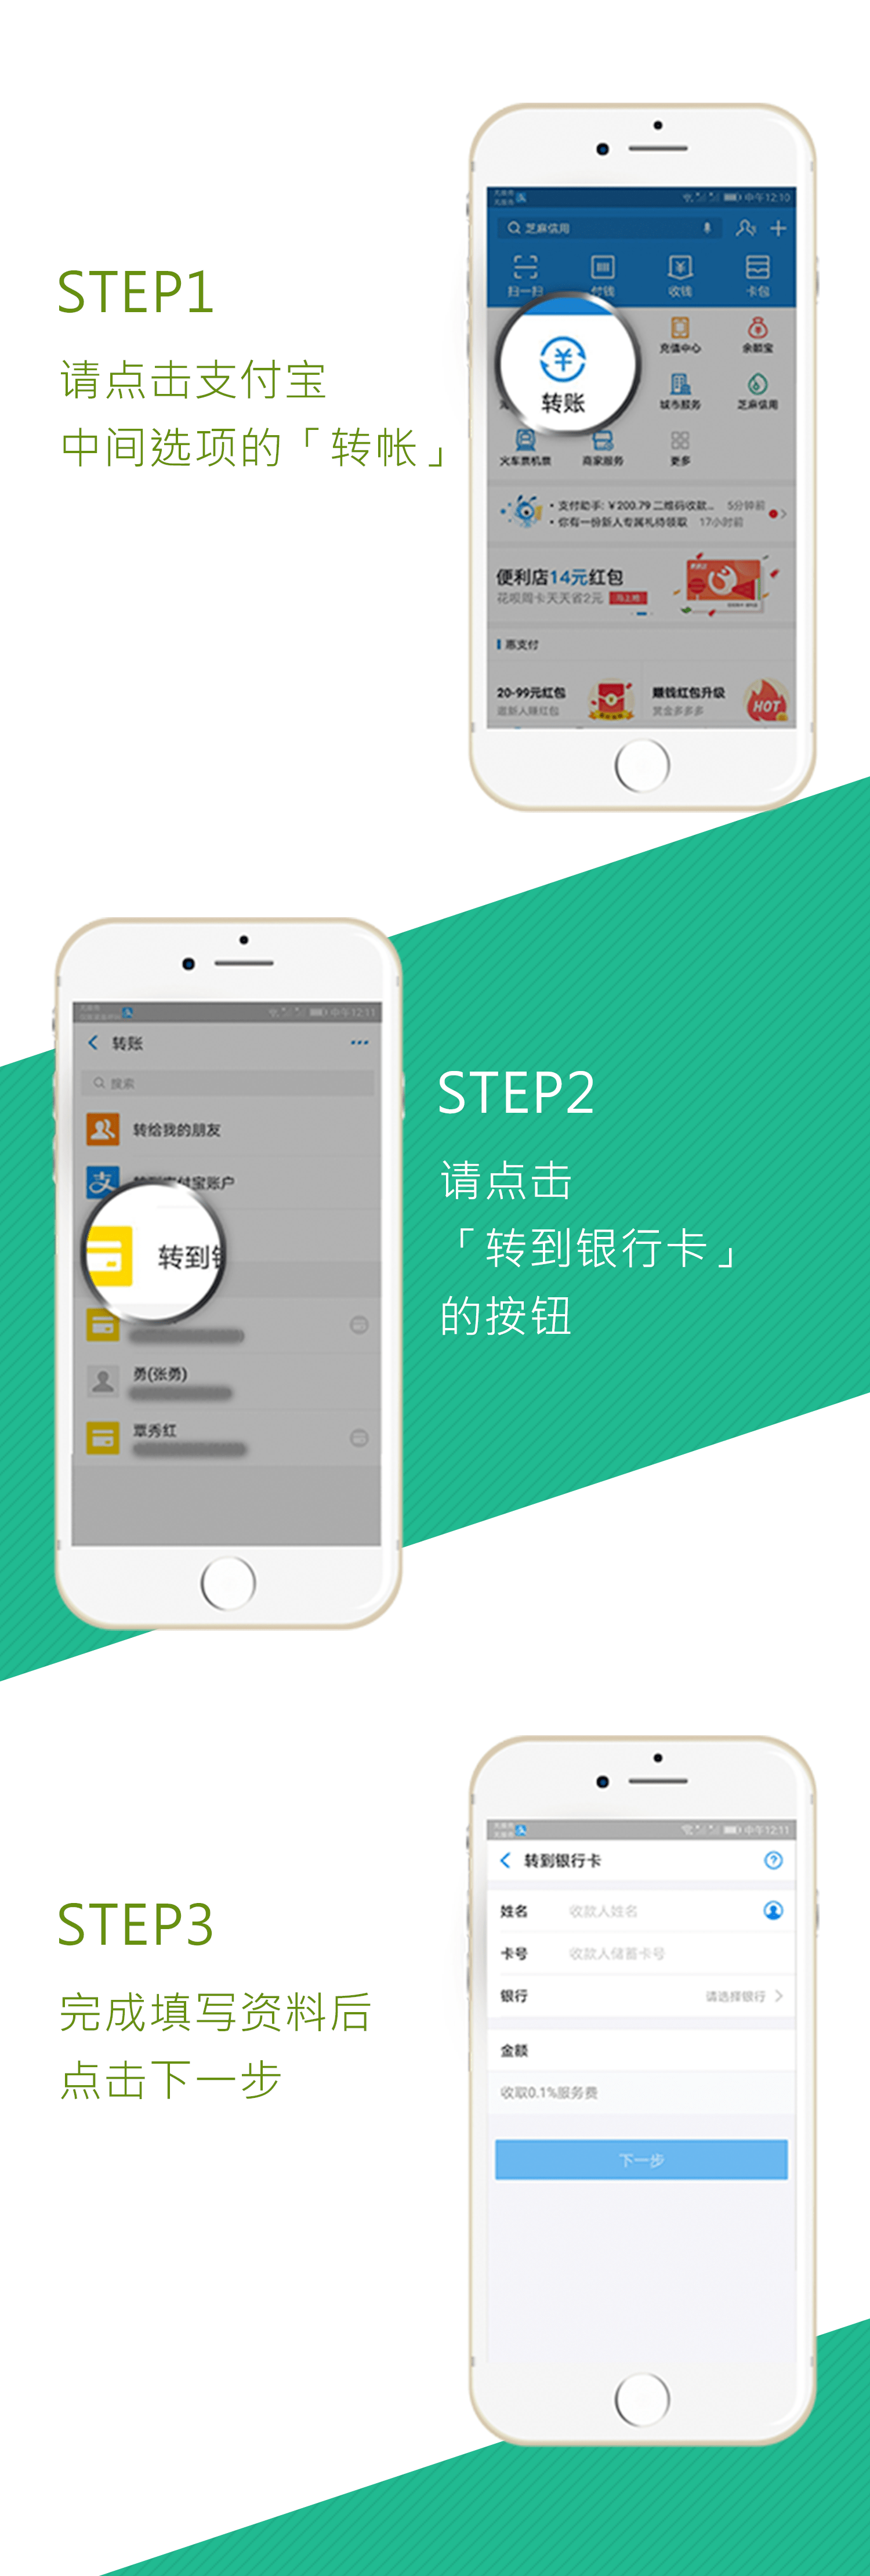 STEP1
请点击支付宝
中间选项的「转帐」
中午12:10
芝麻信用
扫一扫
付钱
收钱
卡包
转账
充值中心
余额宝
城市服务
芝麻信用
火车票机票
商家服务
更多
• 支付助手: ¥200.79 二维码收款... 5分钟前
• 你有一份新人专属礼待领取 17小时前
便利店14元红包
花呗周卡天天省2元
马上抢
惠支付
20-99元红包
邀新人赚红包
赚钱红包升级
赏金多多多
HOT
STEP2
请点击
「转到银行卡」
的按钮
中午12:11
转账
搜索
转给我的朋友
宝账户
转到
勇(张勇)
覃秀红
STEP3
完成填写资料后
点击下一步
中午12:11
转到银行卡
姓名 收款人姓名
卡号 收款人储蓄卡号
银行 请选择银行
金额
收取0.1%服务费
下一步